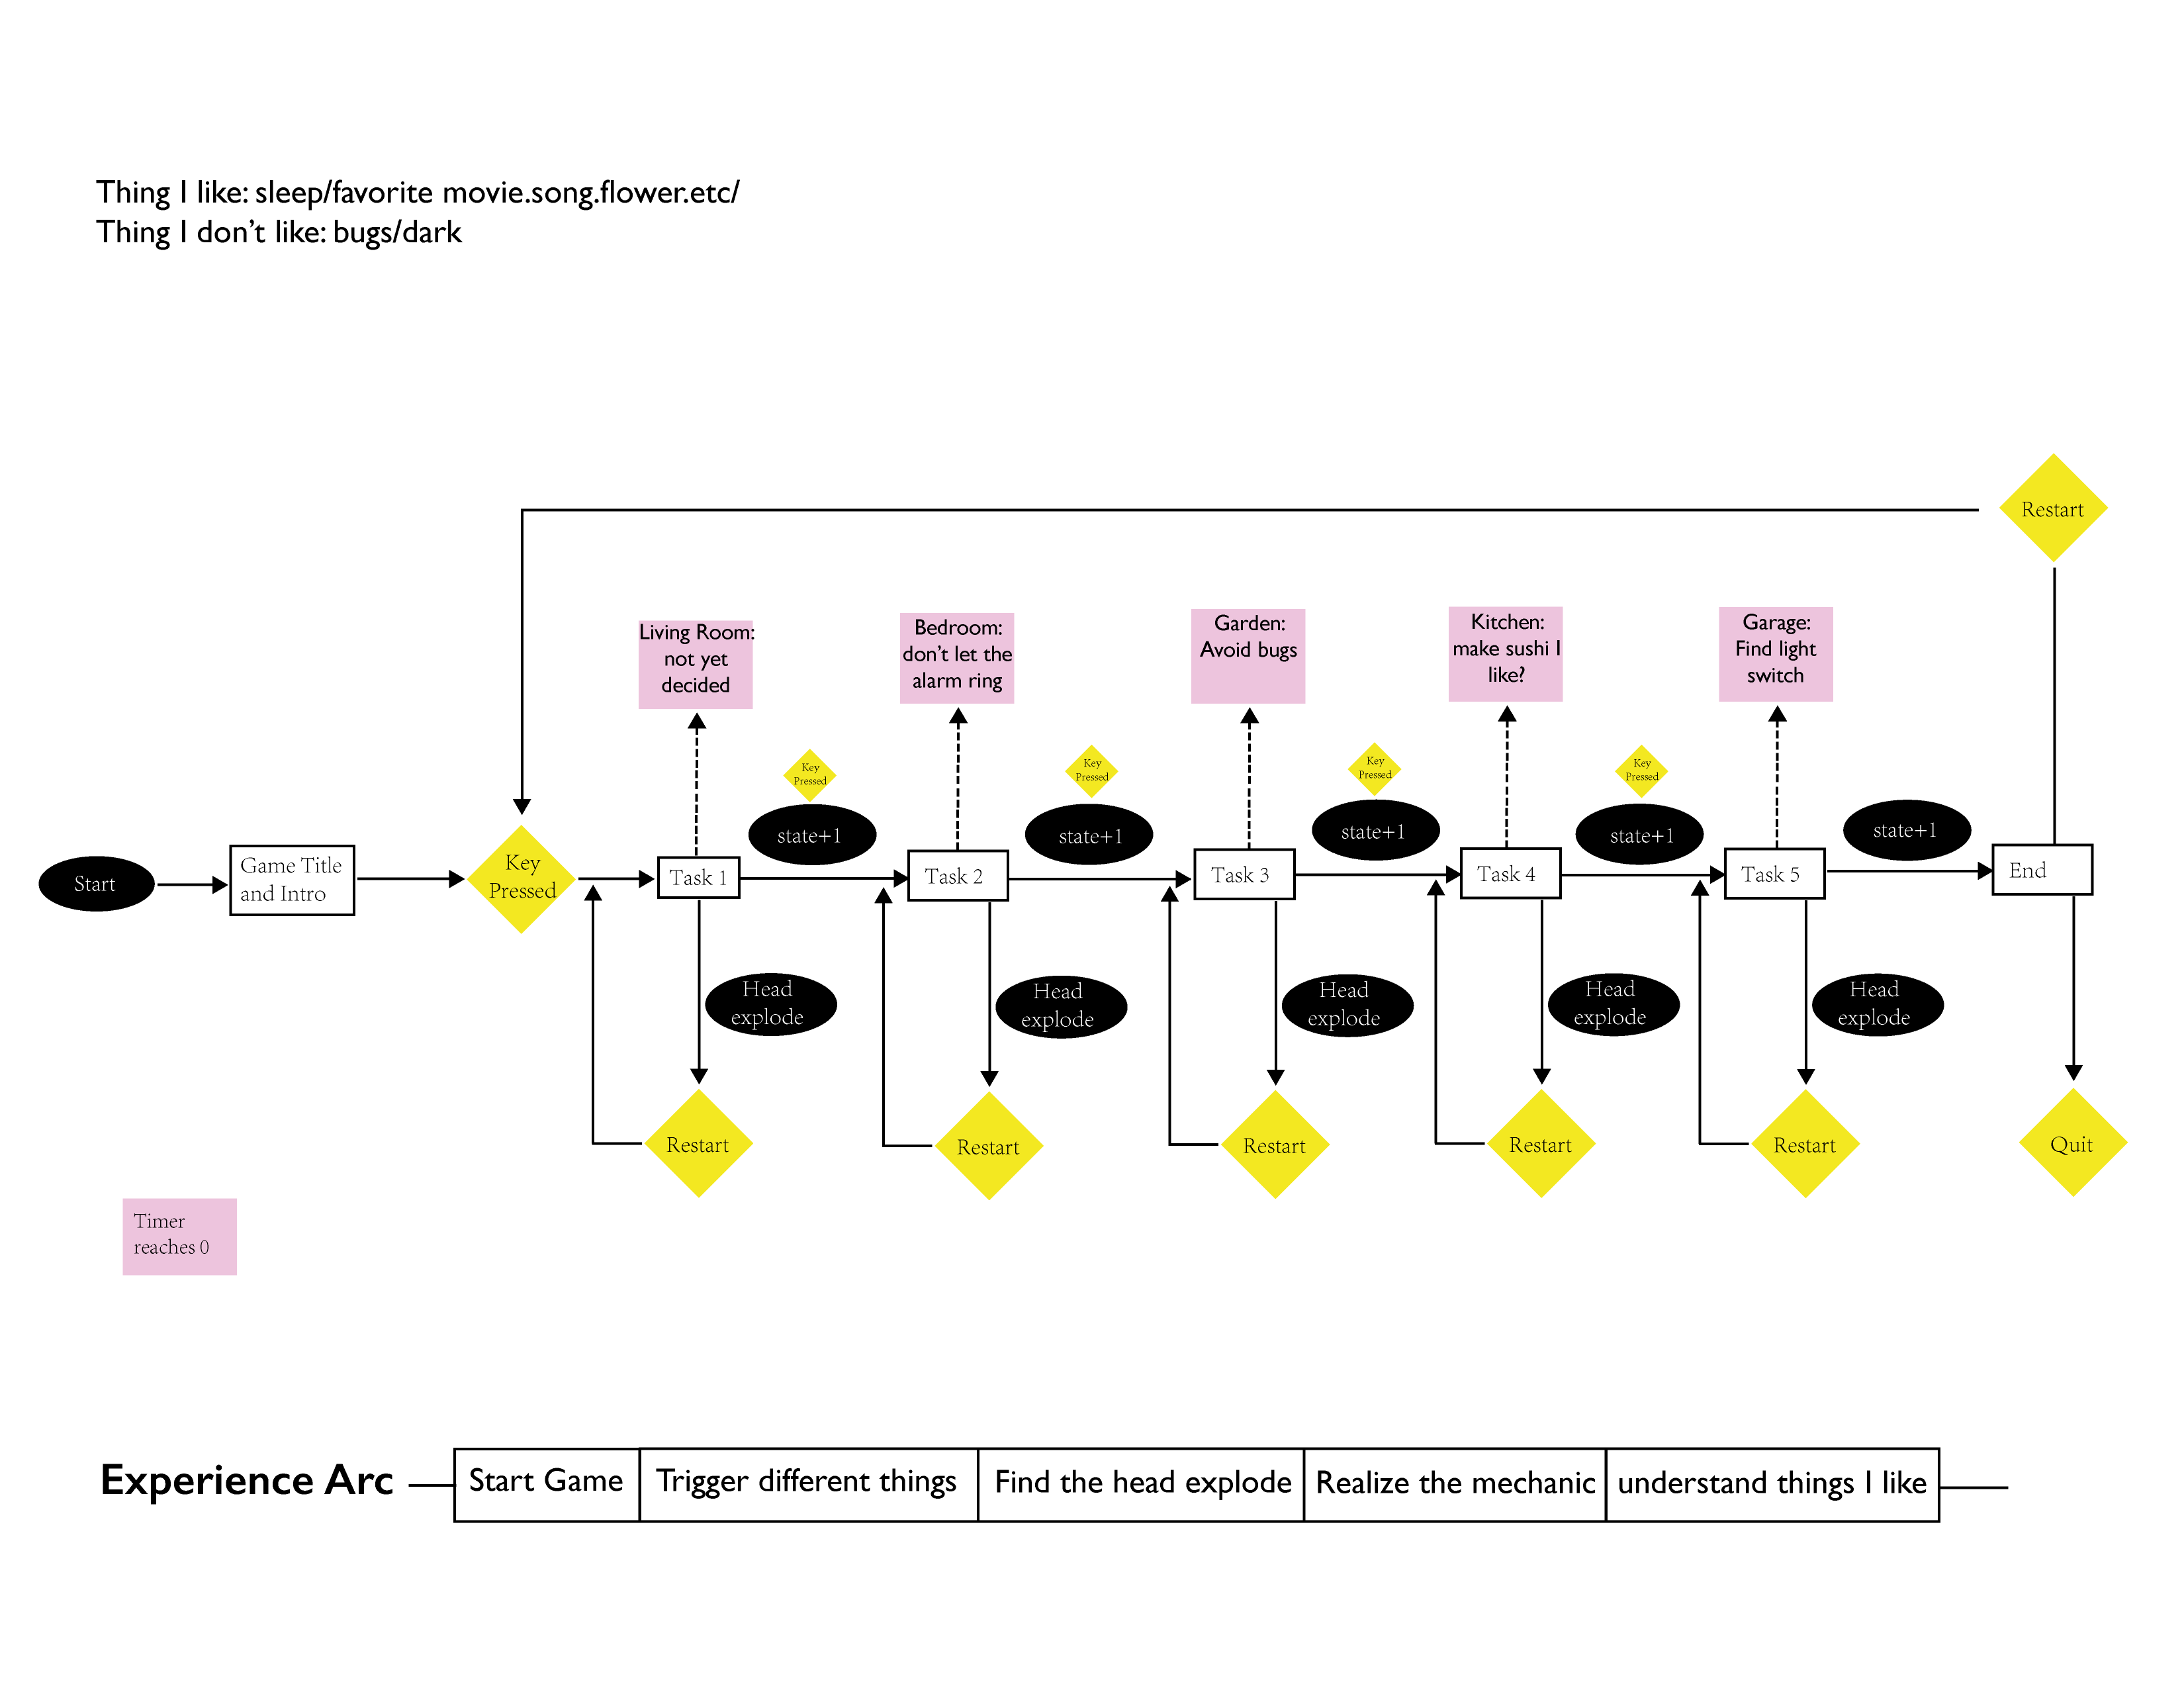 Thing I like: sleep/favorite movie.song.flower.etc/
Thing I don't like: bugs/dark
Restart
Living Room:
not yet
decided
Bedroom:
don't let the
alarm ring
Garden:
Avoid bugs
Kitchen:
make sushi I
like?
Garage:
Find light
switch
Key
Pressed
Key
Pressed
Key
Pressed
Key
Pressed
state+1
state+1
state+1
state+1
state+1
Start
Game Title
and Intro
Key
Pressed
Task 1
Task 2
Task 3
Task 4
Task 5
End
Head
explode
Head
explode
Head
explode
Head
explode
Head
explode
Restart
Restart
Restart
Restart
Restart
Quit
Timer
reaches 0
Experience Arc
Start Game
Trigger different things
Find the head explode
Realize the mechanic
understand things I like